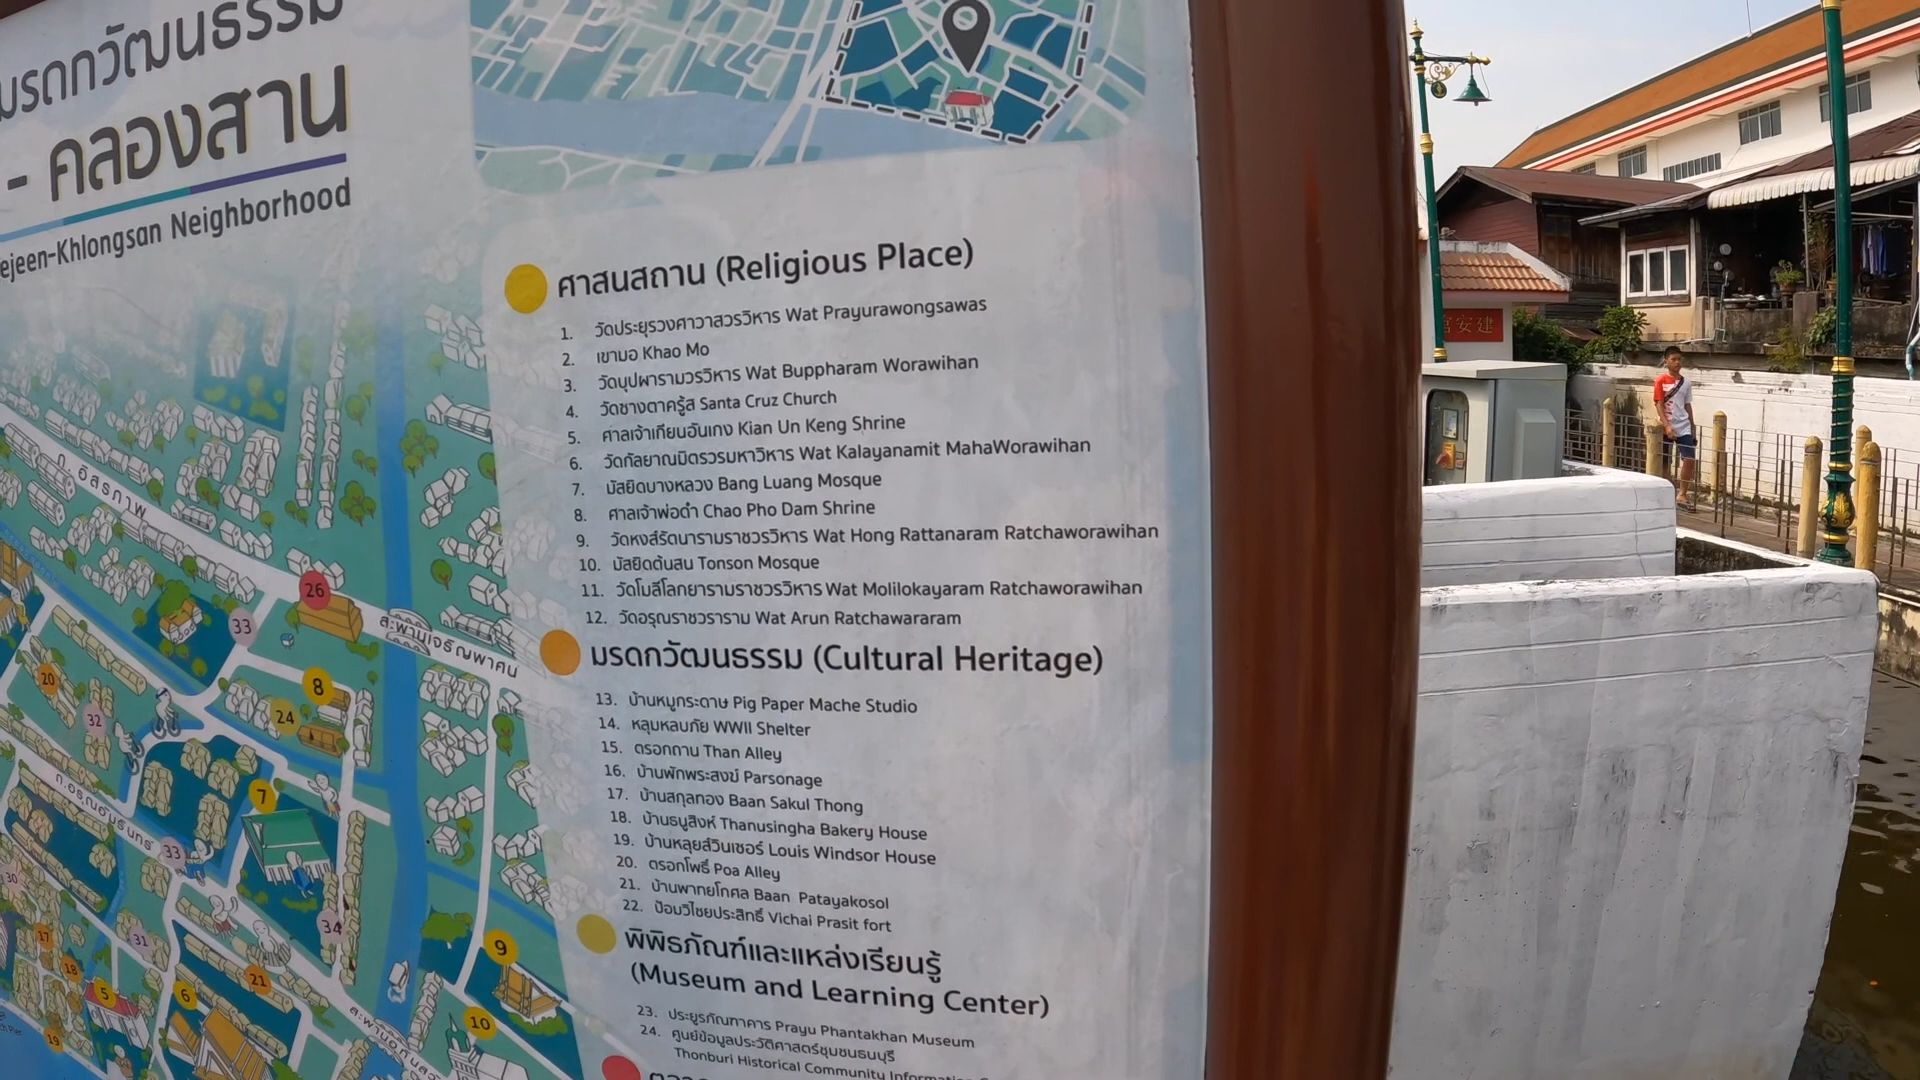 มรดกวัฒนธรรม
- คลองสาน
ejeen-Khlongsan Neighborhood
ศาสนสถาน (Religious Place)
1. วัดประยุรวงศาวาสวรวิหาร Wat Prayurawongsawas
2. เขามอ Khao Mo
3. วัดบุปผารามวรวิหาร Wat Buppharam Worawihan
4. วัดซางตาครู้ส Santa Cruz Church
5. ศาลเจ้าเกียนอันเกง Kian Un Keng Shrine
6. วัดกัลยาณมิตรวรมหาวิหาร Wat Kalayanamit MahaWorawihan
7. มัสยิดบางหลวง Bang Luang Mosque
8. ศาลเจ้าพ่อดำ Chao Pho Dam Shrine
9. วัดหงส์รัตนารามราชวรวิหาร Wat Hong Rattanaram Ratchaworawihan
10. มัสยิดต้นสน Tonson Mosque
11. วัดโมลีโลกยารามราชวรวิหาร Wat Molilokayaram Ratchaworawihan
12. วัดอรุณราชวราราม Wat Arun Ratchawararam
มรดกวัฒนธรรม (Cultural Heritage)
13. บ้านหมูกระดาษ Pig Paper Mache Studio
14. หลุมหลบภัย WWII Shelter
15. ตรอกถาน Than Alley
16. บ้านพักพระสงฆ์ Parsonage
17. บ้านสกุลทอง Baan Sakul Thong
18. บ้านธนูสิงห์ Thanusingha Bakery House
19. บ้านหลุยส์วินเซอร์ Louis Windsor House
20. ตรอกโพธิ์ Poa Alley
21. บ้านพาทยโกศล Baan Patayakosol
22. ป้อมวิไชยประสิทธิ์ Vichai Prasit fort
พิพิธภัณฑ์และแหล่งเรียนรู้
(Museum and Learning Center)
23. ประยูรภัณฑาคาร Prayu Phantakhan Museum
24. ศูนย์ข้อมูลประวัติศาสตร์ชุมชนธนบุรี
Thonburi Historical Community
ถ. อิสรภาพ
สะพานเจริญพาศน์
ถ.อรุณอัมรินทร์
26
33
8
20
24
32
7
33
30
34
17
31
9
18
21
5
6
10
19
宮安建